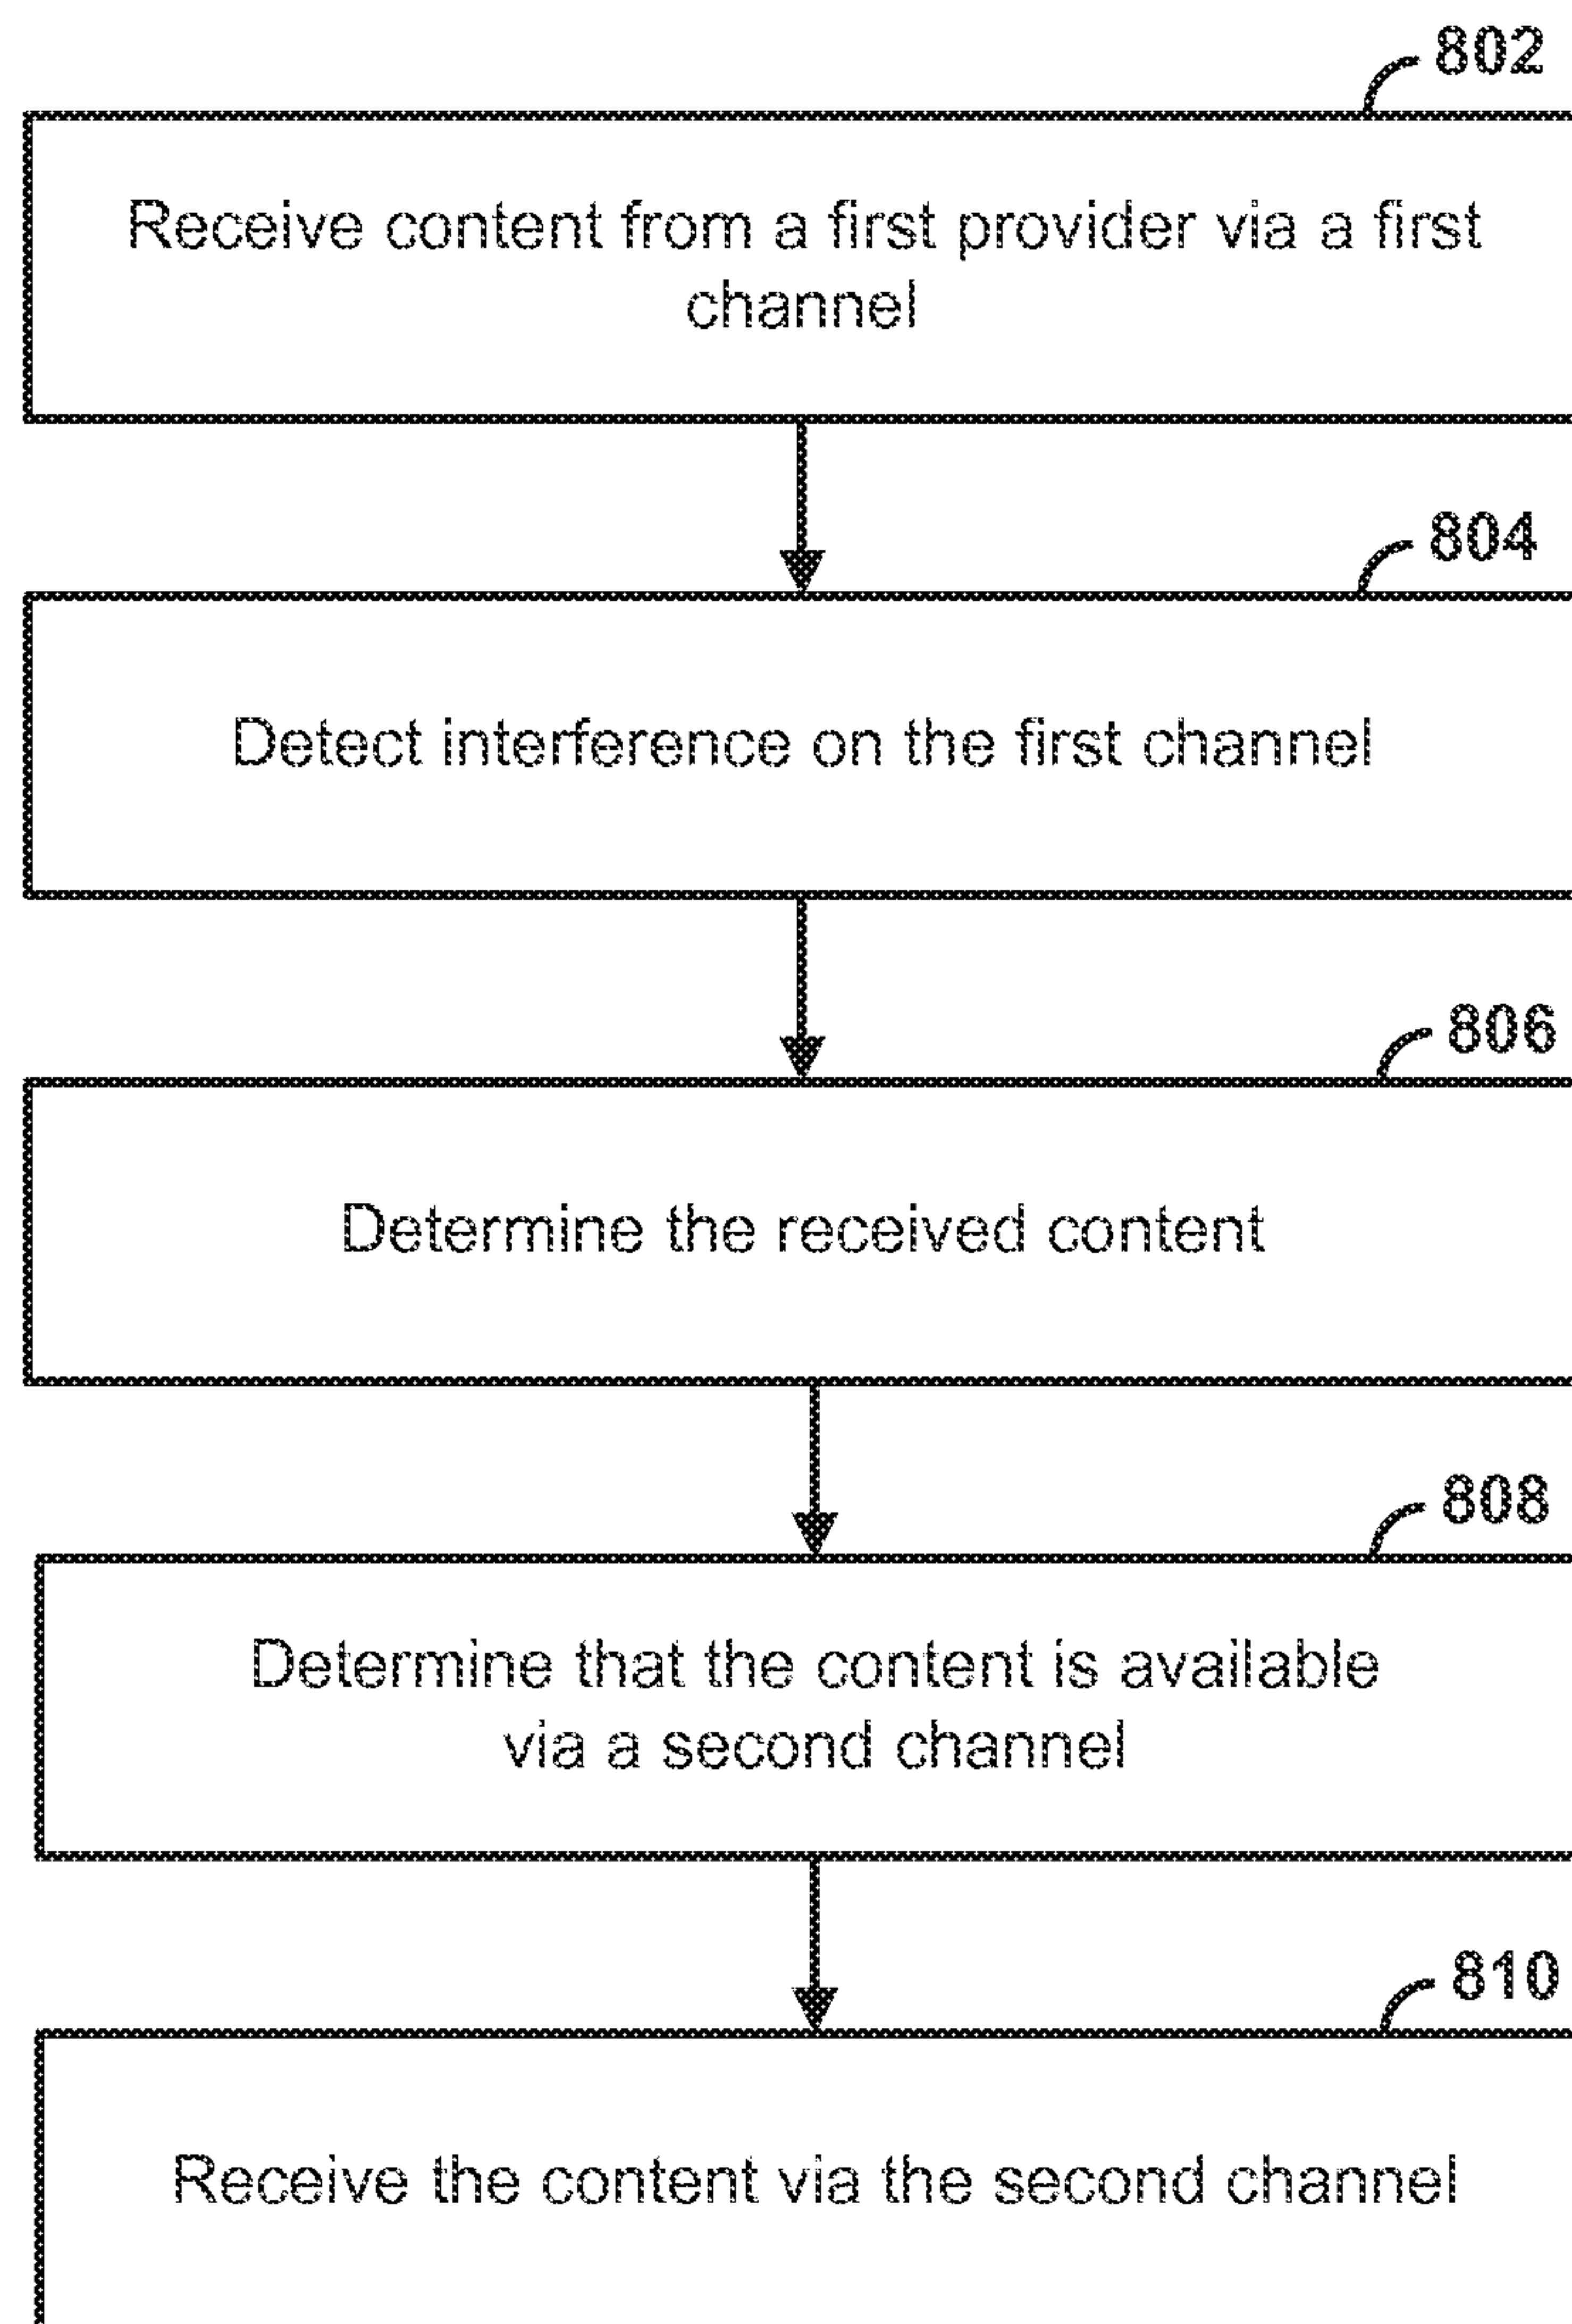 802
Receive content from a first provider via a first
channel
804
Detect interference on the first channel
806
Determine the received content
808
Determine that the content is available
via a second channel
810
Receive the content via the second channel